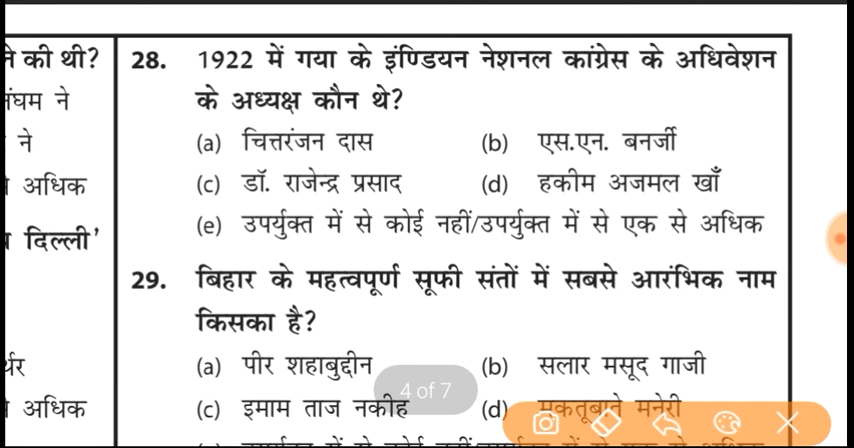 की थी?
28. 1922 में गया के इंण्डियन नेशनल कांग्रेस के अधिवेशन
ने
के अध्यक्ष कौन थे?
ने
(a) चित्तरंजन दास (b) एस.एन. बनर्जी
अधिक
(c) डॉ. राजेन्द्र प्रसाद (d) हकीम अजमल खाँ
(e) उपर्युक्त में से कोई नहीं/उपर्युक्त में से एक से अधिक
दिल्ली'
29. बिहार के महत्वपूर्ण सूफी संतों में सबसे आरंभिक नाम
किसका है?
(a) पीर शहाबुद्दीन (b) सलार मसूद गाजी
4 of 7
अधिक
(c) इमाम ताज नकीह (d) मकतूबाते मनेरी